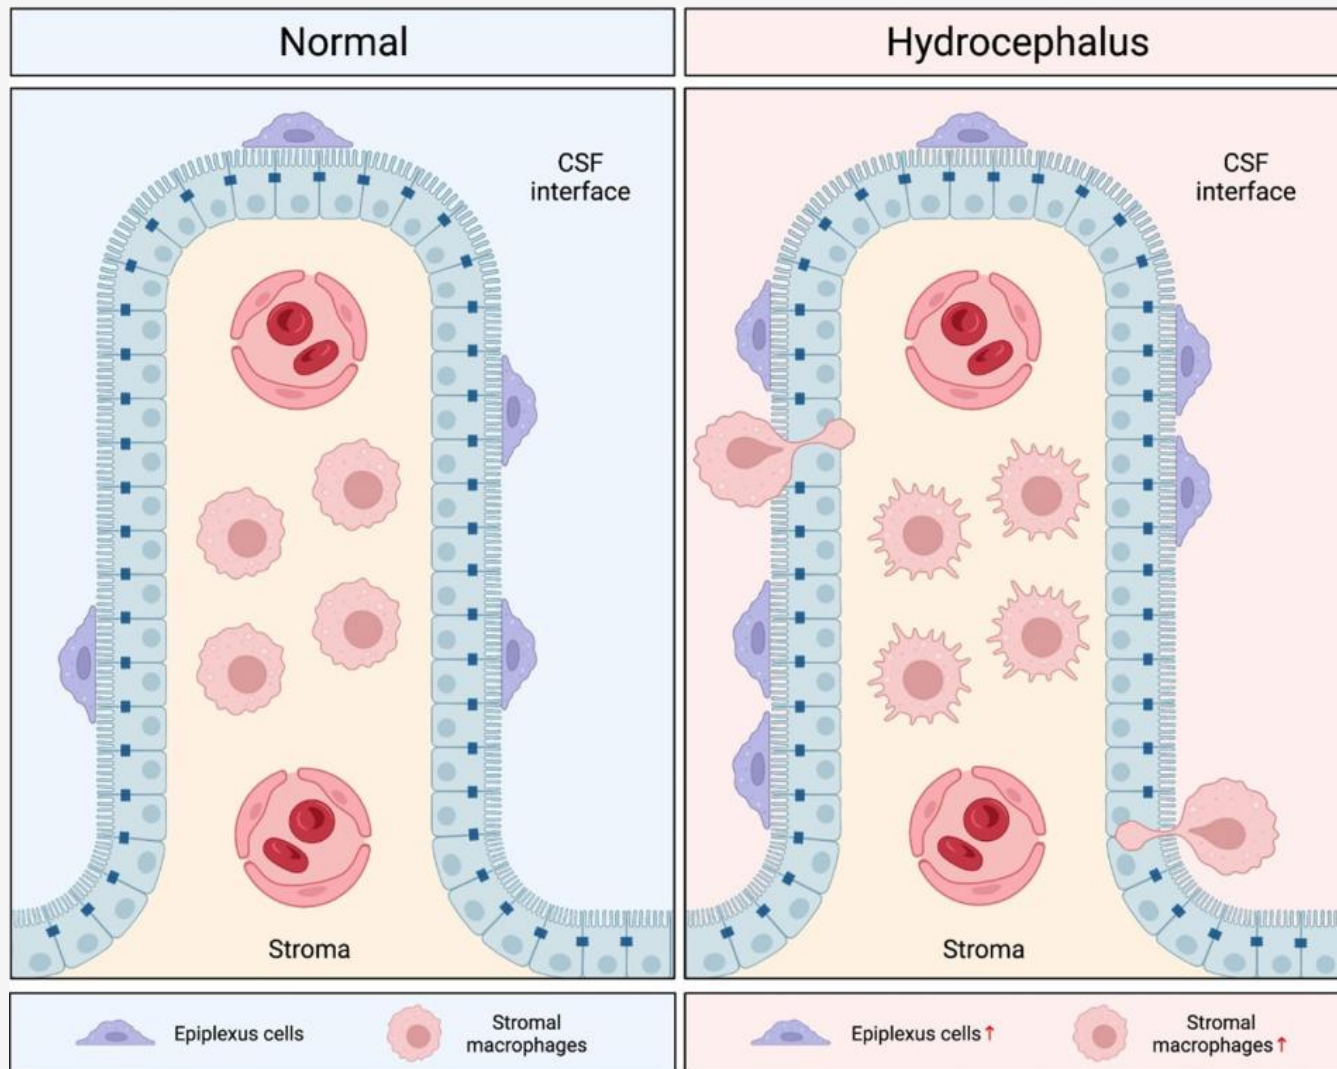 Normal
Hydrocephalus
CSF
interface
Stroma
CSF
interface
Stroma
Epiplexus cells
Stromal
macrophages
Epiplexus cells↑
Stromal
macrophages↑